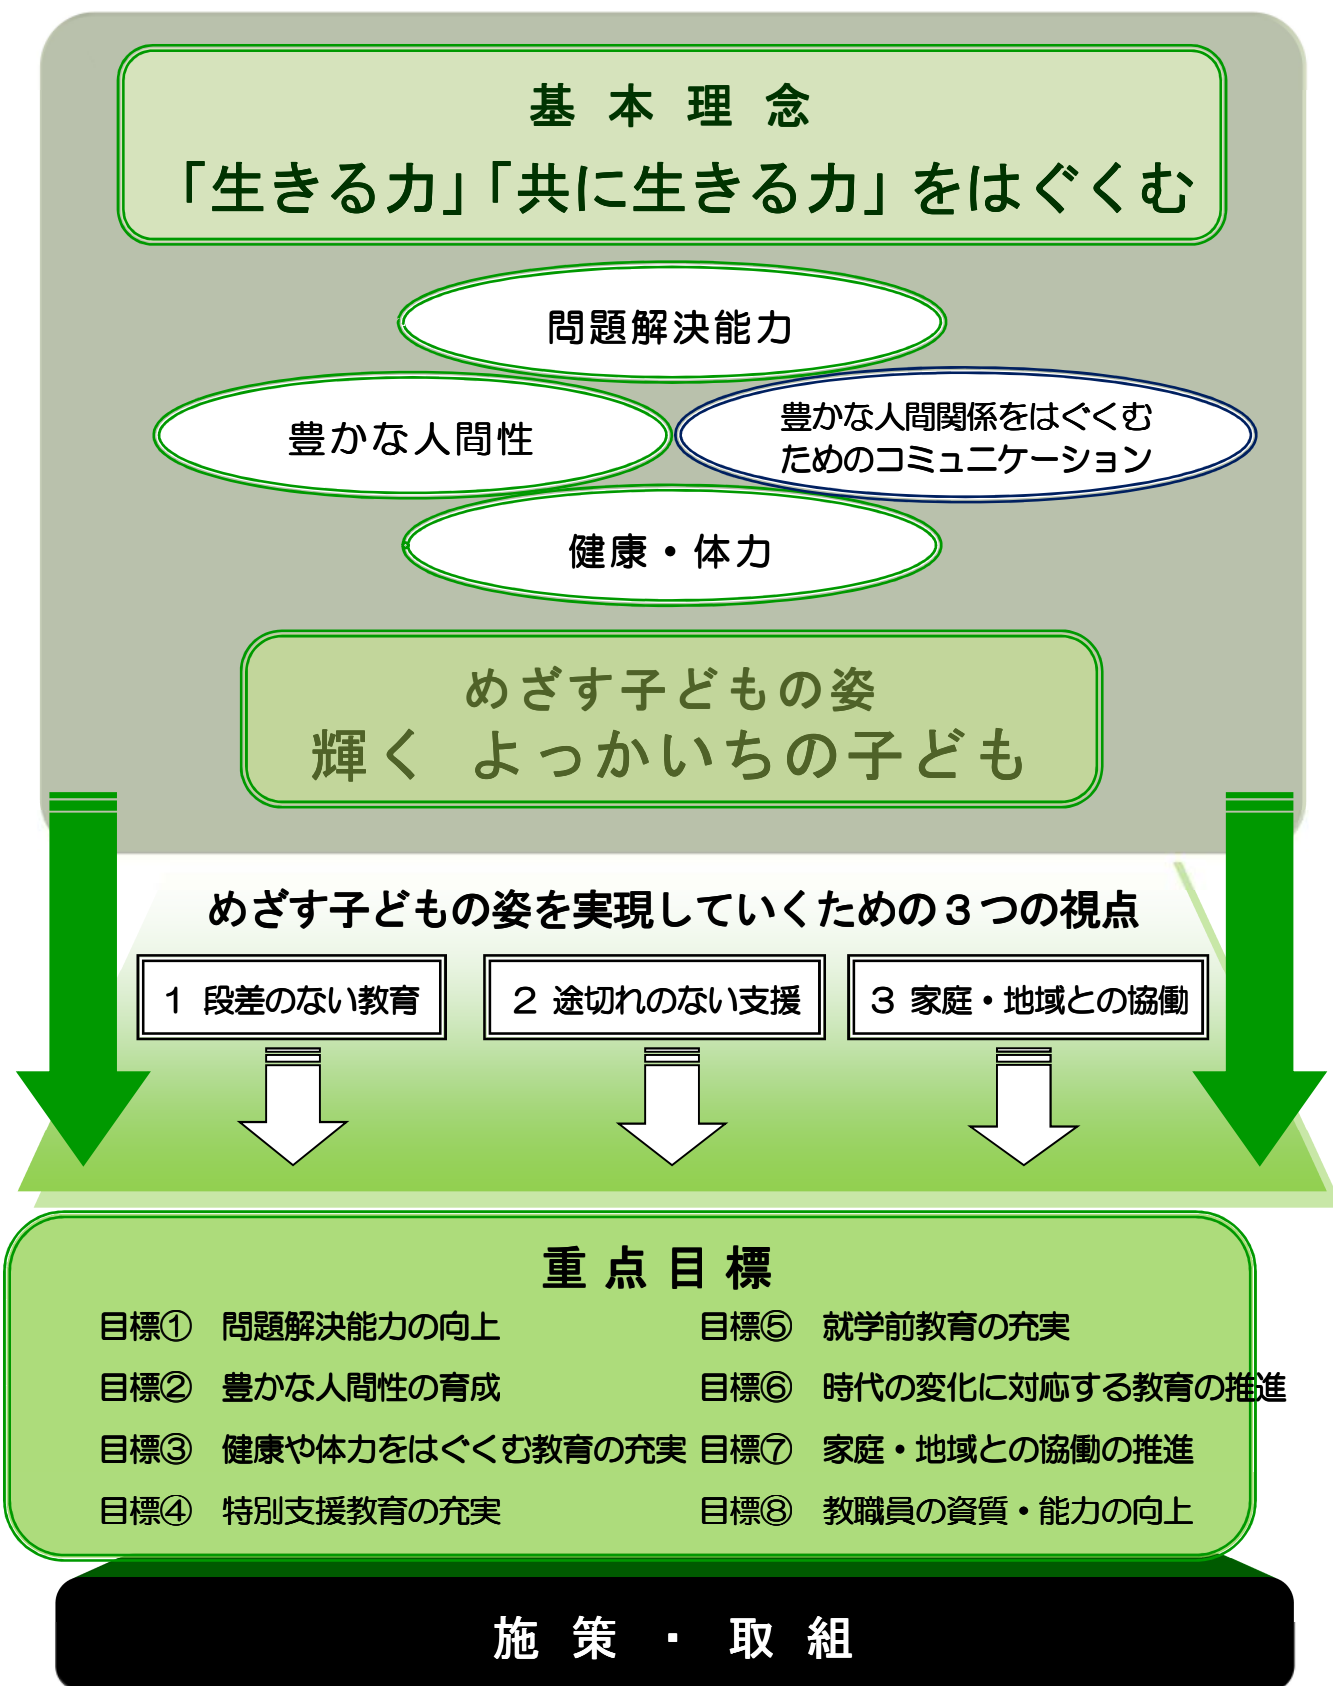 基本理念
「生きる力」「共に生きる力」をはぐくむ
問題解決能力
豊かな人間性
豊かな人間関係をはぐくむ
ためのコミュニケーション
健康・体力
めざす子どもの姿
輝く よっかいちの子ども
めざす子どもの姿を実現していくための３つの視点
１ 段差のない教育
２ 途切れのない支援
３ 家庭・地域との協働
重点目標
目標① 問題解決能力の向上
目標② 豊かな人間性の育成
目標③ 健康や体力をはぐくむ教育の充実
目標④ 特別支援教育の充実
目標⑤ 就学前教育の充実
目標⑥ 時代の変化に対応する教育の推進
目標⑦ 家庭・地域との協働の推進
目標⑧ 教職員の資質・能力の向上
施策・取組